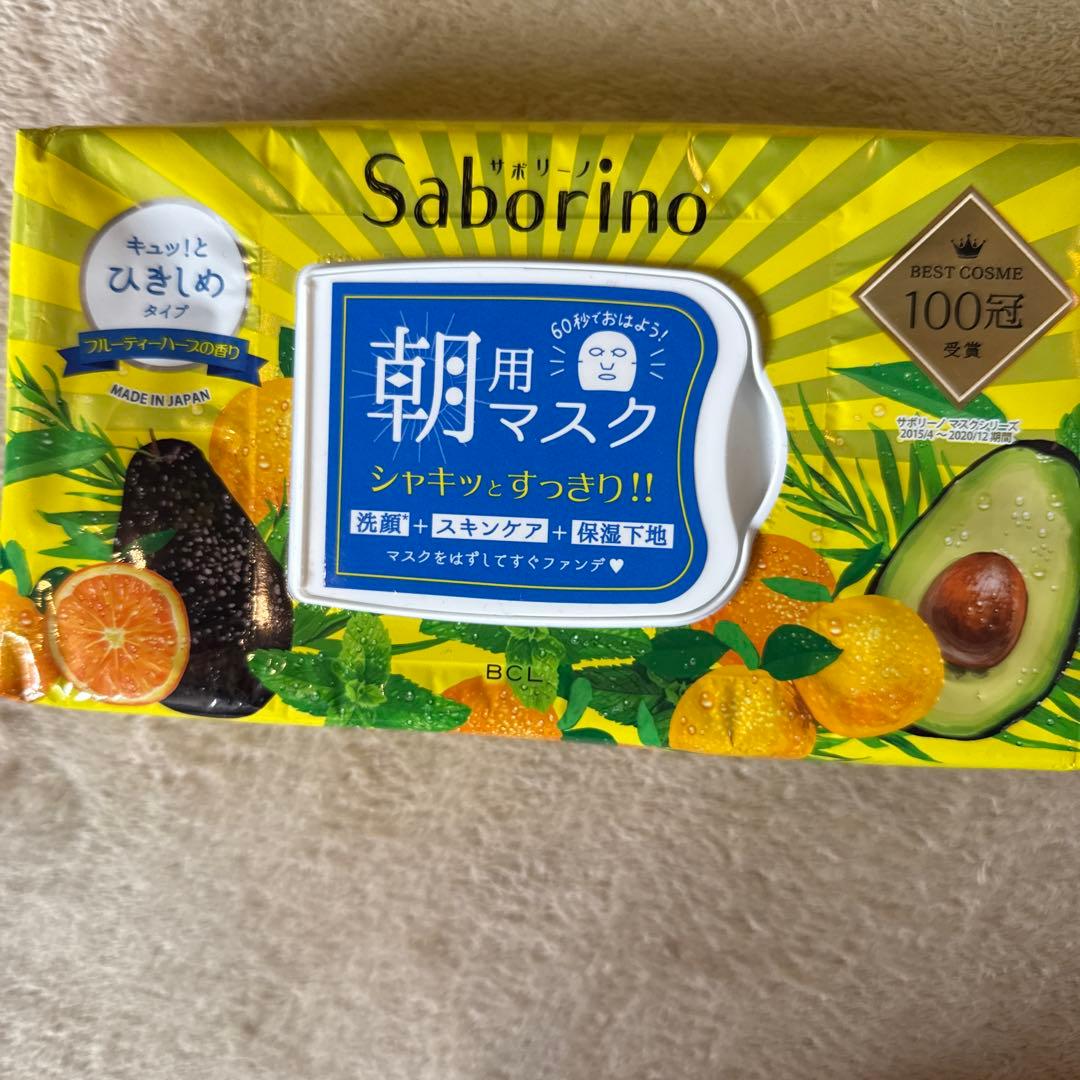 サボリーノ
Saborino
キュッ!と
ひきしめ
タイプ
フルーティーハーブの香り
MADE IN JAPAN
60秒でおはよう!
朝用マスク
シャキッとすっきり!!
洗顔*+スキンケア+保湿下地
マスクをはずしてすぐファンデ♥
BCL
BEST COSME
100冠
受賞
サボリーノ マスクシリーズ
2015/4～2020/12 期間